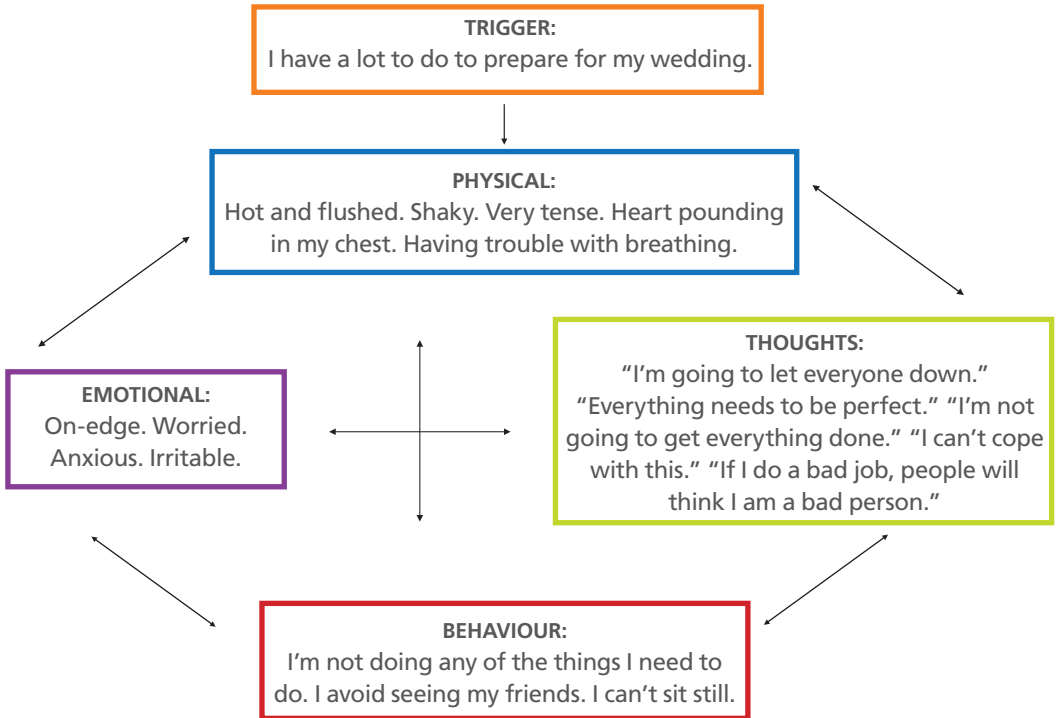 TRIGGER:
I have a lot to do to prepare for my wedding.
PHYSICAL:
Hot and flushed. Shaky. Very tense. Heart pounding
in my chest. Having trouble with breathing.
EMOTIONAL:
On-edge. Worried.
Anxious. Irritable.
THOUGHTS:
“I’m going to let everyone down.”
“Everything needs to be perfect.” “I’m not
going to get everything done.” “I can’t cope
with this.” “If I do a bad job, people will
think I am a bad person.”
BEHAVIOUR:
I’m not doing any of the things I need to
do. I avoid seeing my friends. I can’t sit still.